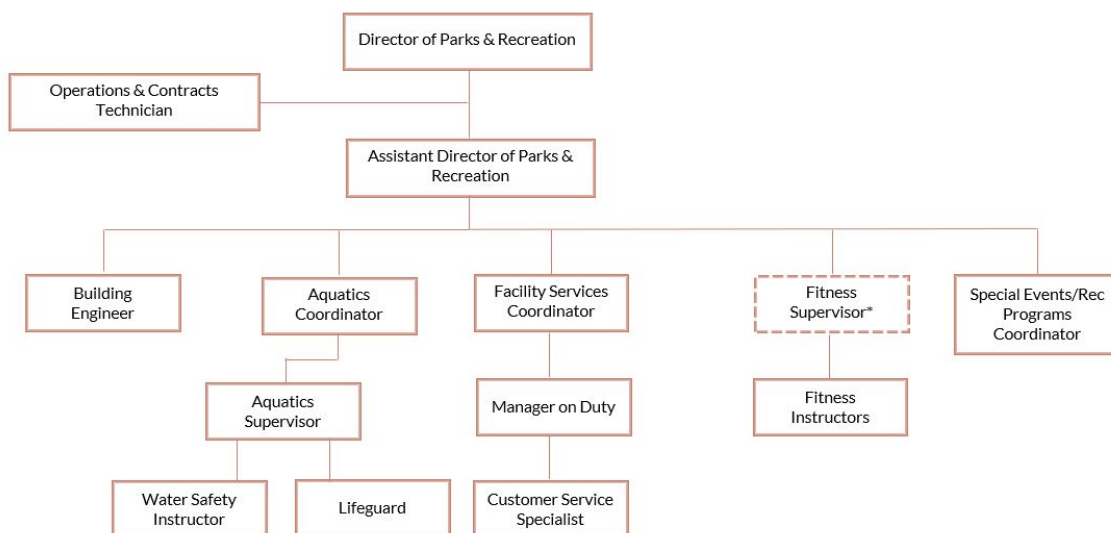 Director of Parks & Recreation
Operations & Contracts
Technician
Assistant Director of Parks &
Recreation
Building
Engineer
Aquatics
Coordinator
Facility Services
Coordinator
Fitness
Supervisor*
Special Events/Rec
Programs
Coordinator
Aquatics
Supervisor
Manager on Duty
Fitness
Instructors
Water Safety
Instructor
Lifeguard
Customer Service
Specialist